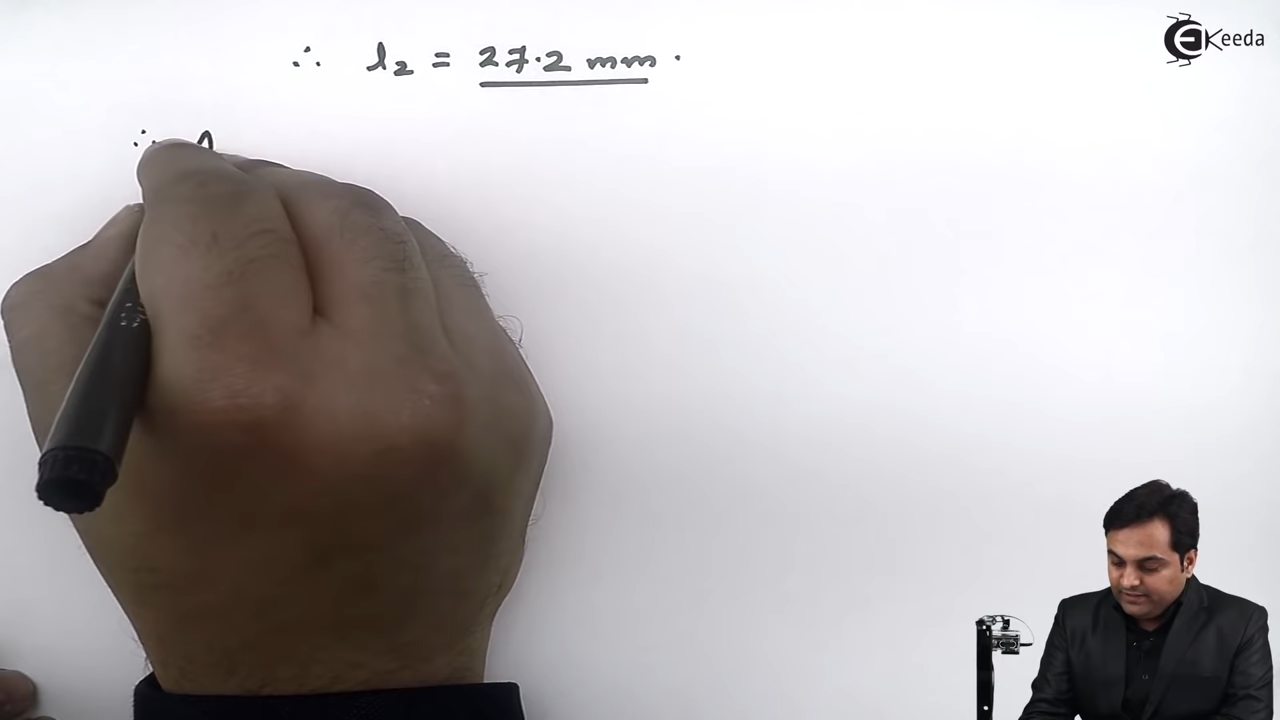 ∴ l₂ = 27.2 mm.
∴
EKeeda